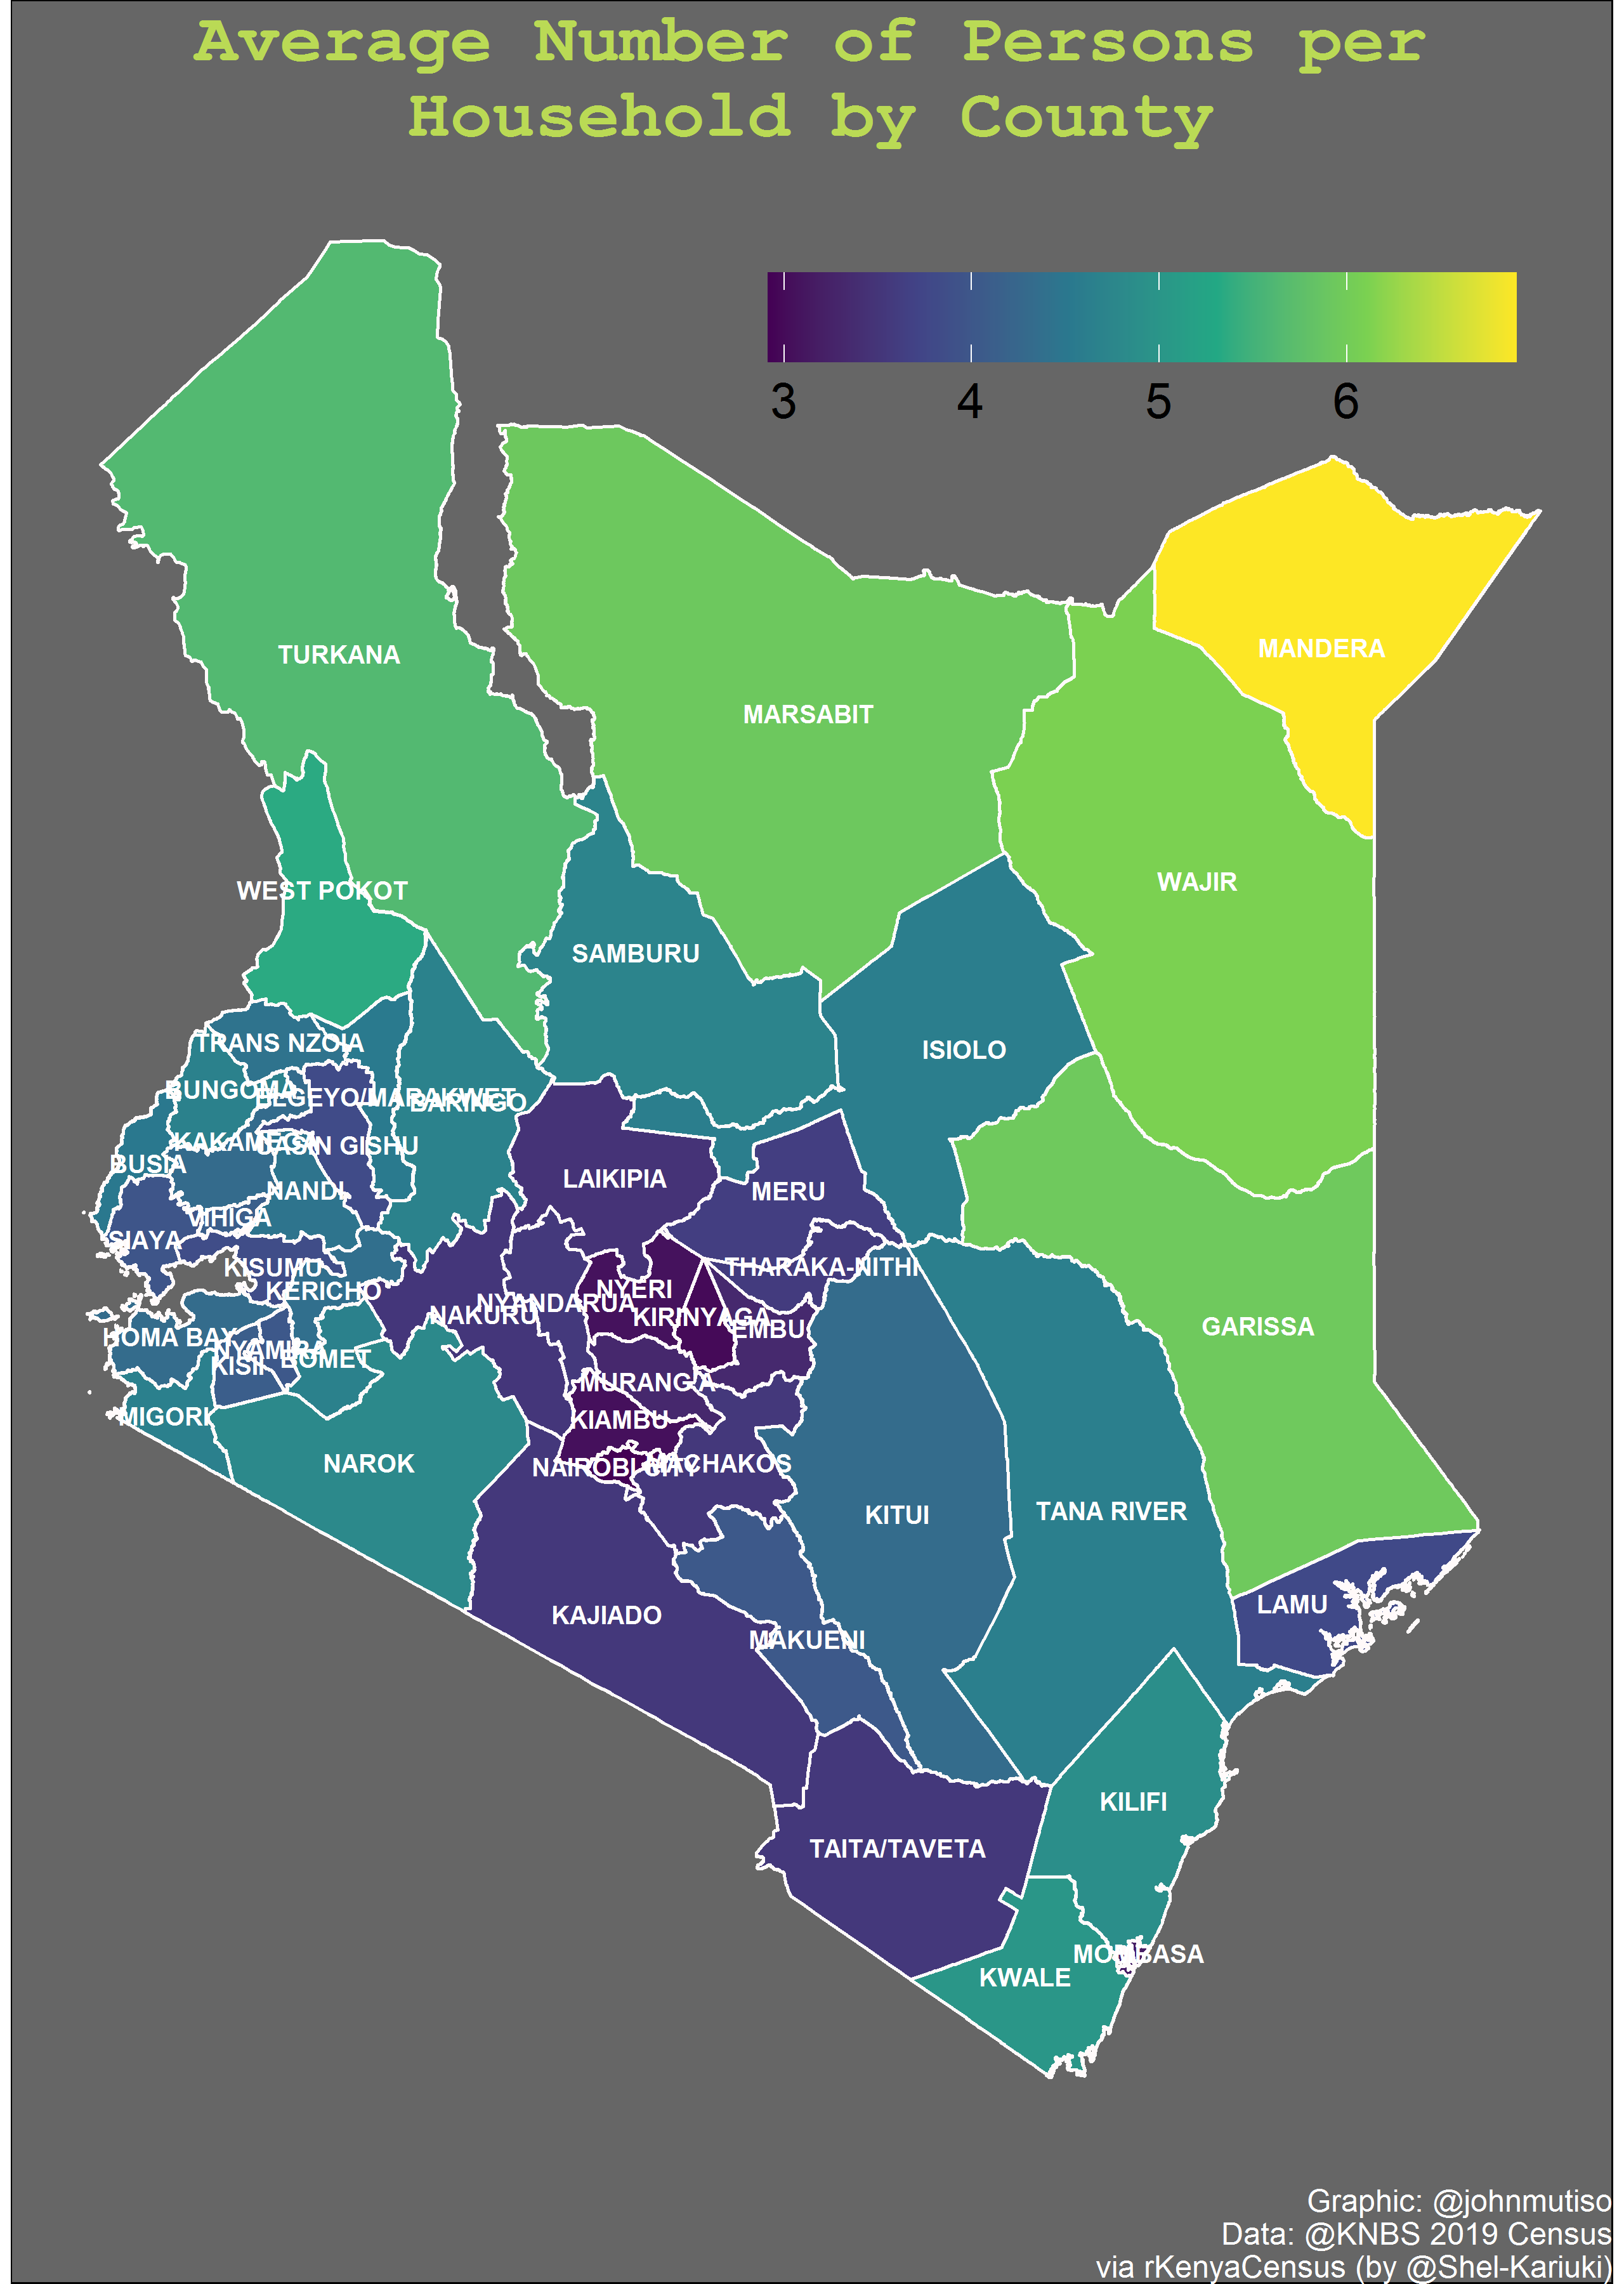 Average Number of Persons per
Household by County
3 4 5 6
TURKANA
MANDERA
MARSABIT
WAJIR
WEST POKOT
SAMBURU
TRANS NZOIA
ISIOLO
BUNGOMA
ELGEYO/MARAKWET
BARINGO
KAKAMEGA
UASIN GISHU
BUSIA
LAIKIPIA
NANDI
MERU
VIHIGA
SIAYA
KISUMU
THARAKA-NITHI
KERICHO
NYERI
NYANDARUA
NAKURU
KIRINYAGA
EMBU
GARISSA
HOMA BAY
NYAMIRA
KISII
BOMET
MURANG'A
MIGORI
KIAMBU
NAROK
NAIROBI CITY
MACHAKOS
KITUI
TANA RIVER
LAMU
KAJIADO
MAKUENI
KILIFI
TAITA/TAVETA
MOMBASA
KWALE
Graphic: @johnmutiso
Data: @KNBS 2019 Census
via rKenyaCensus (by @Shel-Kariuki)